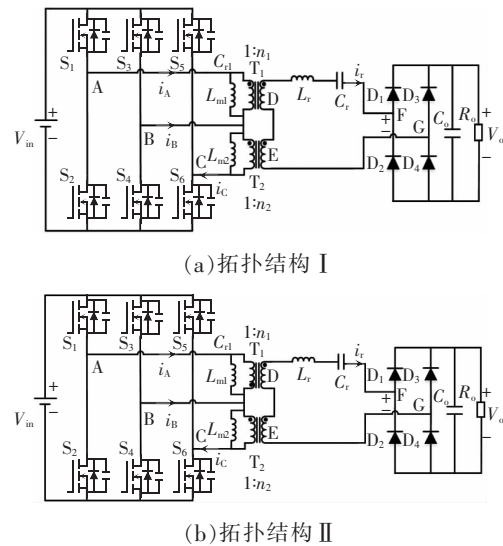 S1 S3 S5 Cr1 1:n1 T1 ir
A iA Lm1 D Lr Cr D1 D3
Vin + − B iB F G Co Ro Vo + −
C Lm2 E + −
S2 S4 S6 iC T2 D2 D4
1:n2
(a)拓扑结构Ⅰ
S1 S3 S5 Cr1 1:n1 T1 ir
A iA Lm1 D Lr Cr D1 D3
Vin + − B iB F G Co Ro Vo + −
C Lm2 E + −
S2 S4 S6 iC T2 D2 D4
1:n2
(b)拓扑结构Ⅱ